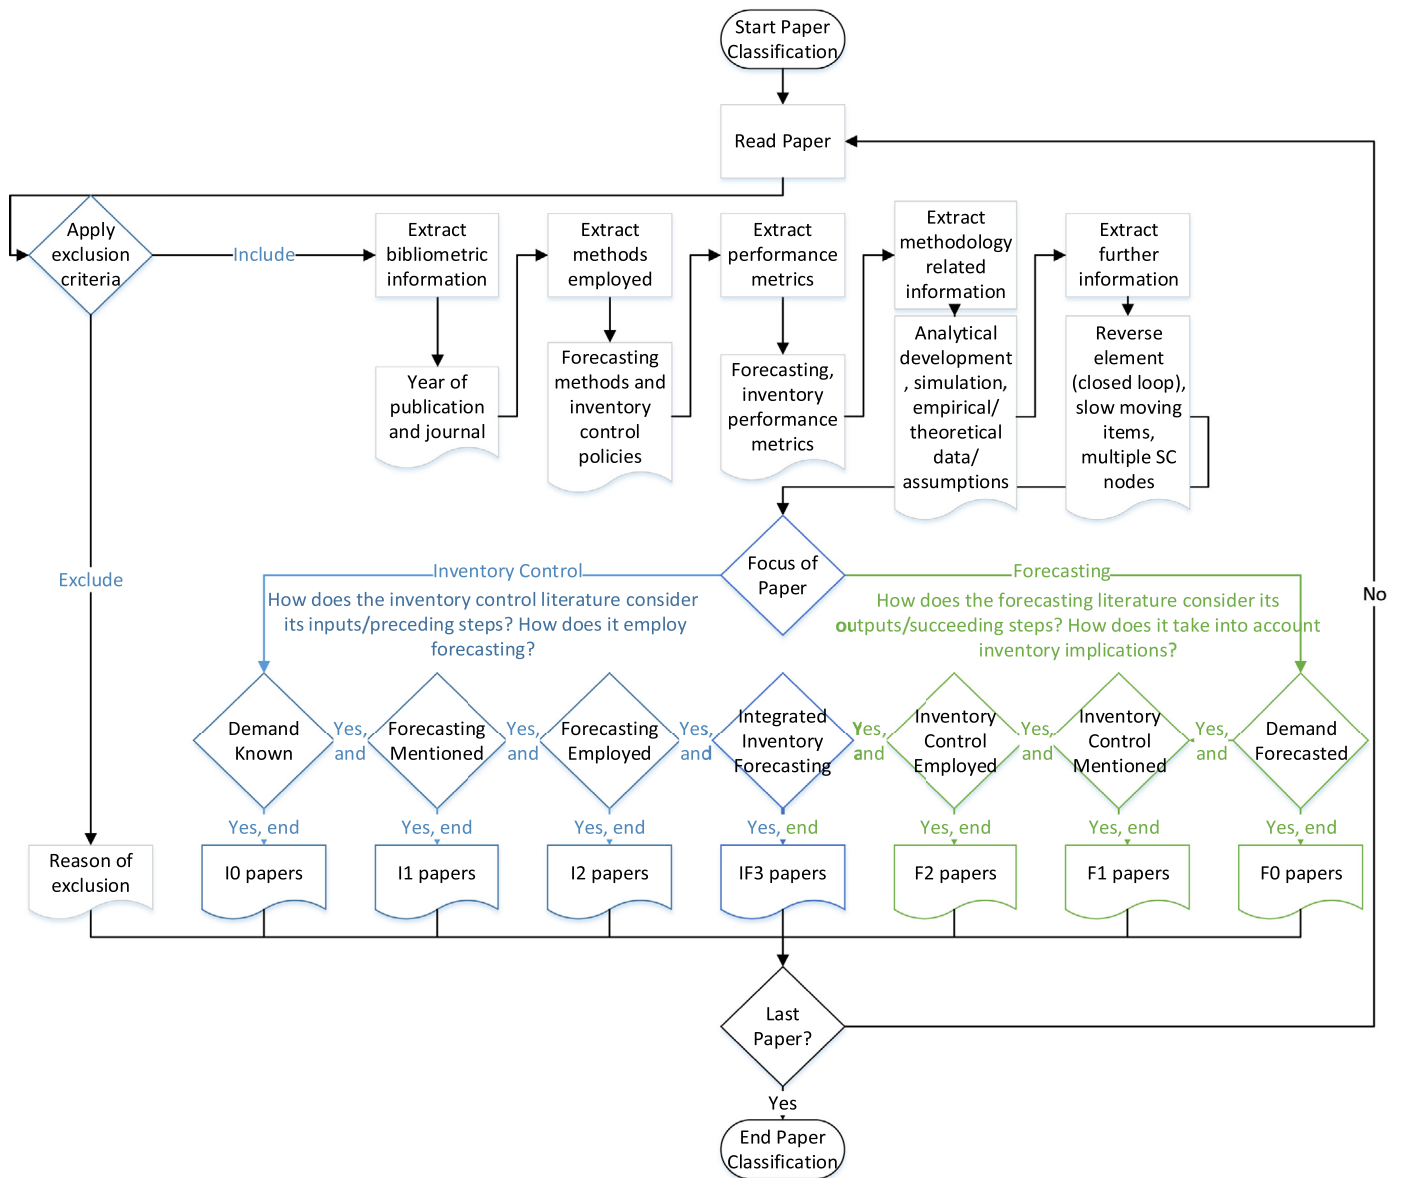 Start Paper
Classification
Read Paper
Apply
exclusion
criteria
Include
Extract
bibliometric
information
Extract
methods
employed
Extract
performance
metrics
Extract
methodology
related
information
Extract
further
information
Year of
publication
and journal
Forecasting
methods and
inventory
control
policies
Forecasting,
inventory
performance
metrics
Analytical
development
, simulation,
empirical/
theoretical
data/
assumptions
Reverse
element
(closed loop),
slow moving
items,
multiple SC
nodes
Exclude
Focus of
Paper
Inventory Control
How does the inventory control literature consider
its inputs/preceding steps? How does it employ
forecasting?
Forecasting
How does the forecasting literature consider its
outputs/succeeding steps? How does it take into account
inventory implications?
No
Demand
Known
Yes,
and
Forecasting
Mentioned
Yes,
and
Forecasting
Employed
Yes,
and
Integrated
Inventory
Forecasting
Yes,
and
Inventory
Control
Employed
Yes,
and
Inventory
Control
Mentioned
Yes,
and
Demand
Forecasted
Yes, end
Yes, end
Yes, end
Yes, end
Yes, end
Yes, end
Yes, end
Reason of
exclusion
I0 papers
I1 papers
I2 papers
IF3 papers
F2 papers
F1 papers
F0 papers
Last
Paper?
Yes
End Paper
Classification